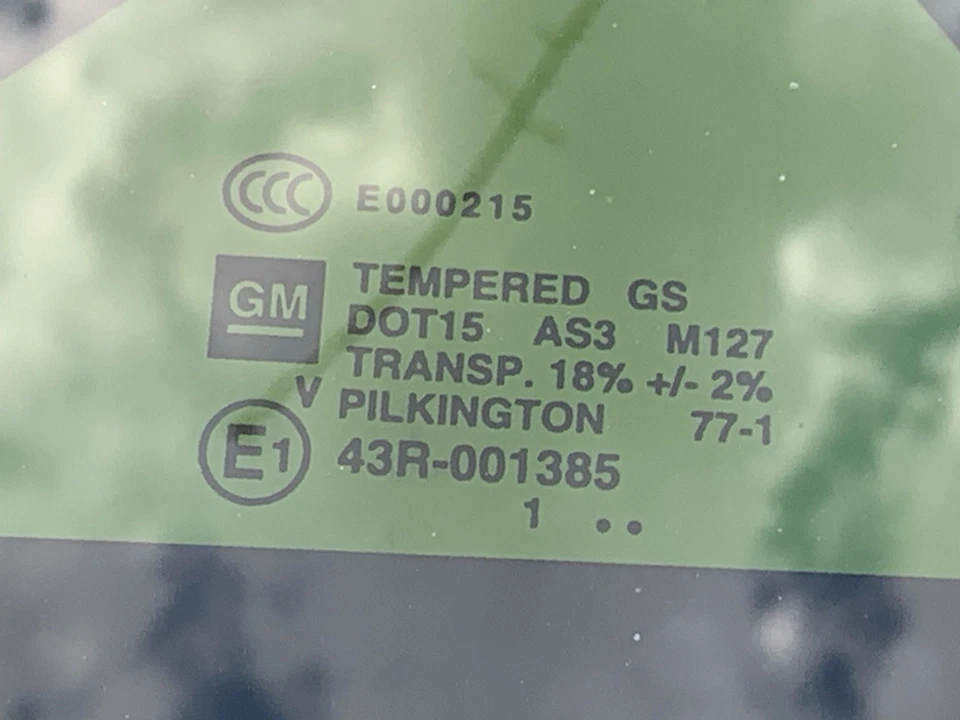 CCC E000215
GM TEMPERED GS
DOT15 AS3 M127
TRANSP. 18% +/- 2%
V PILKINGTON 77-1
E1 43R-001385
1 ..